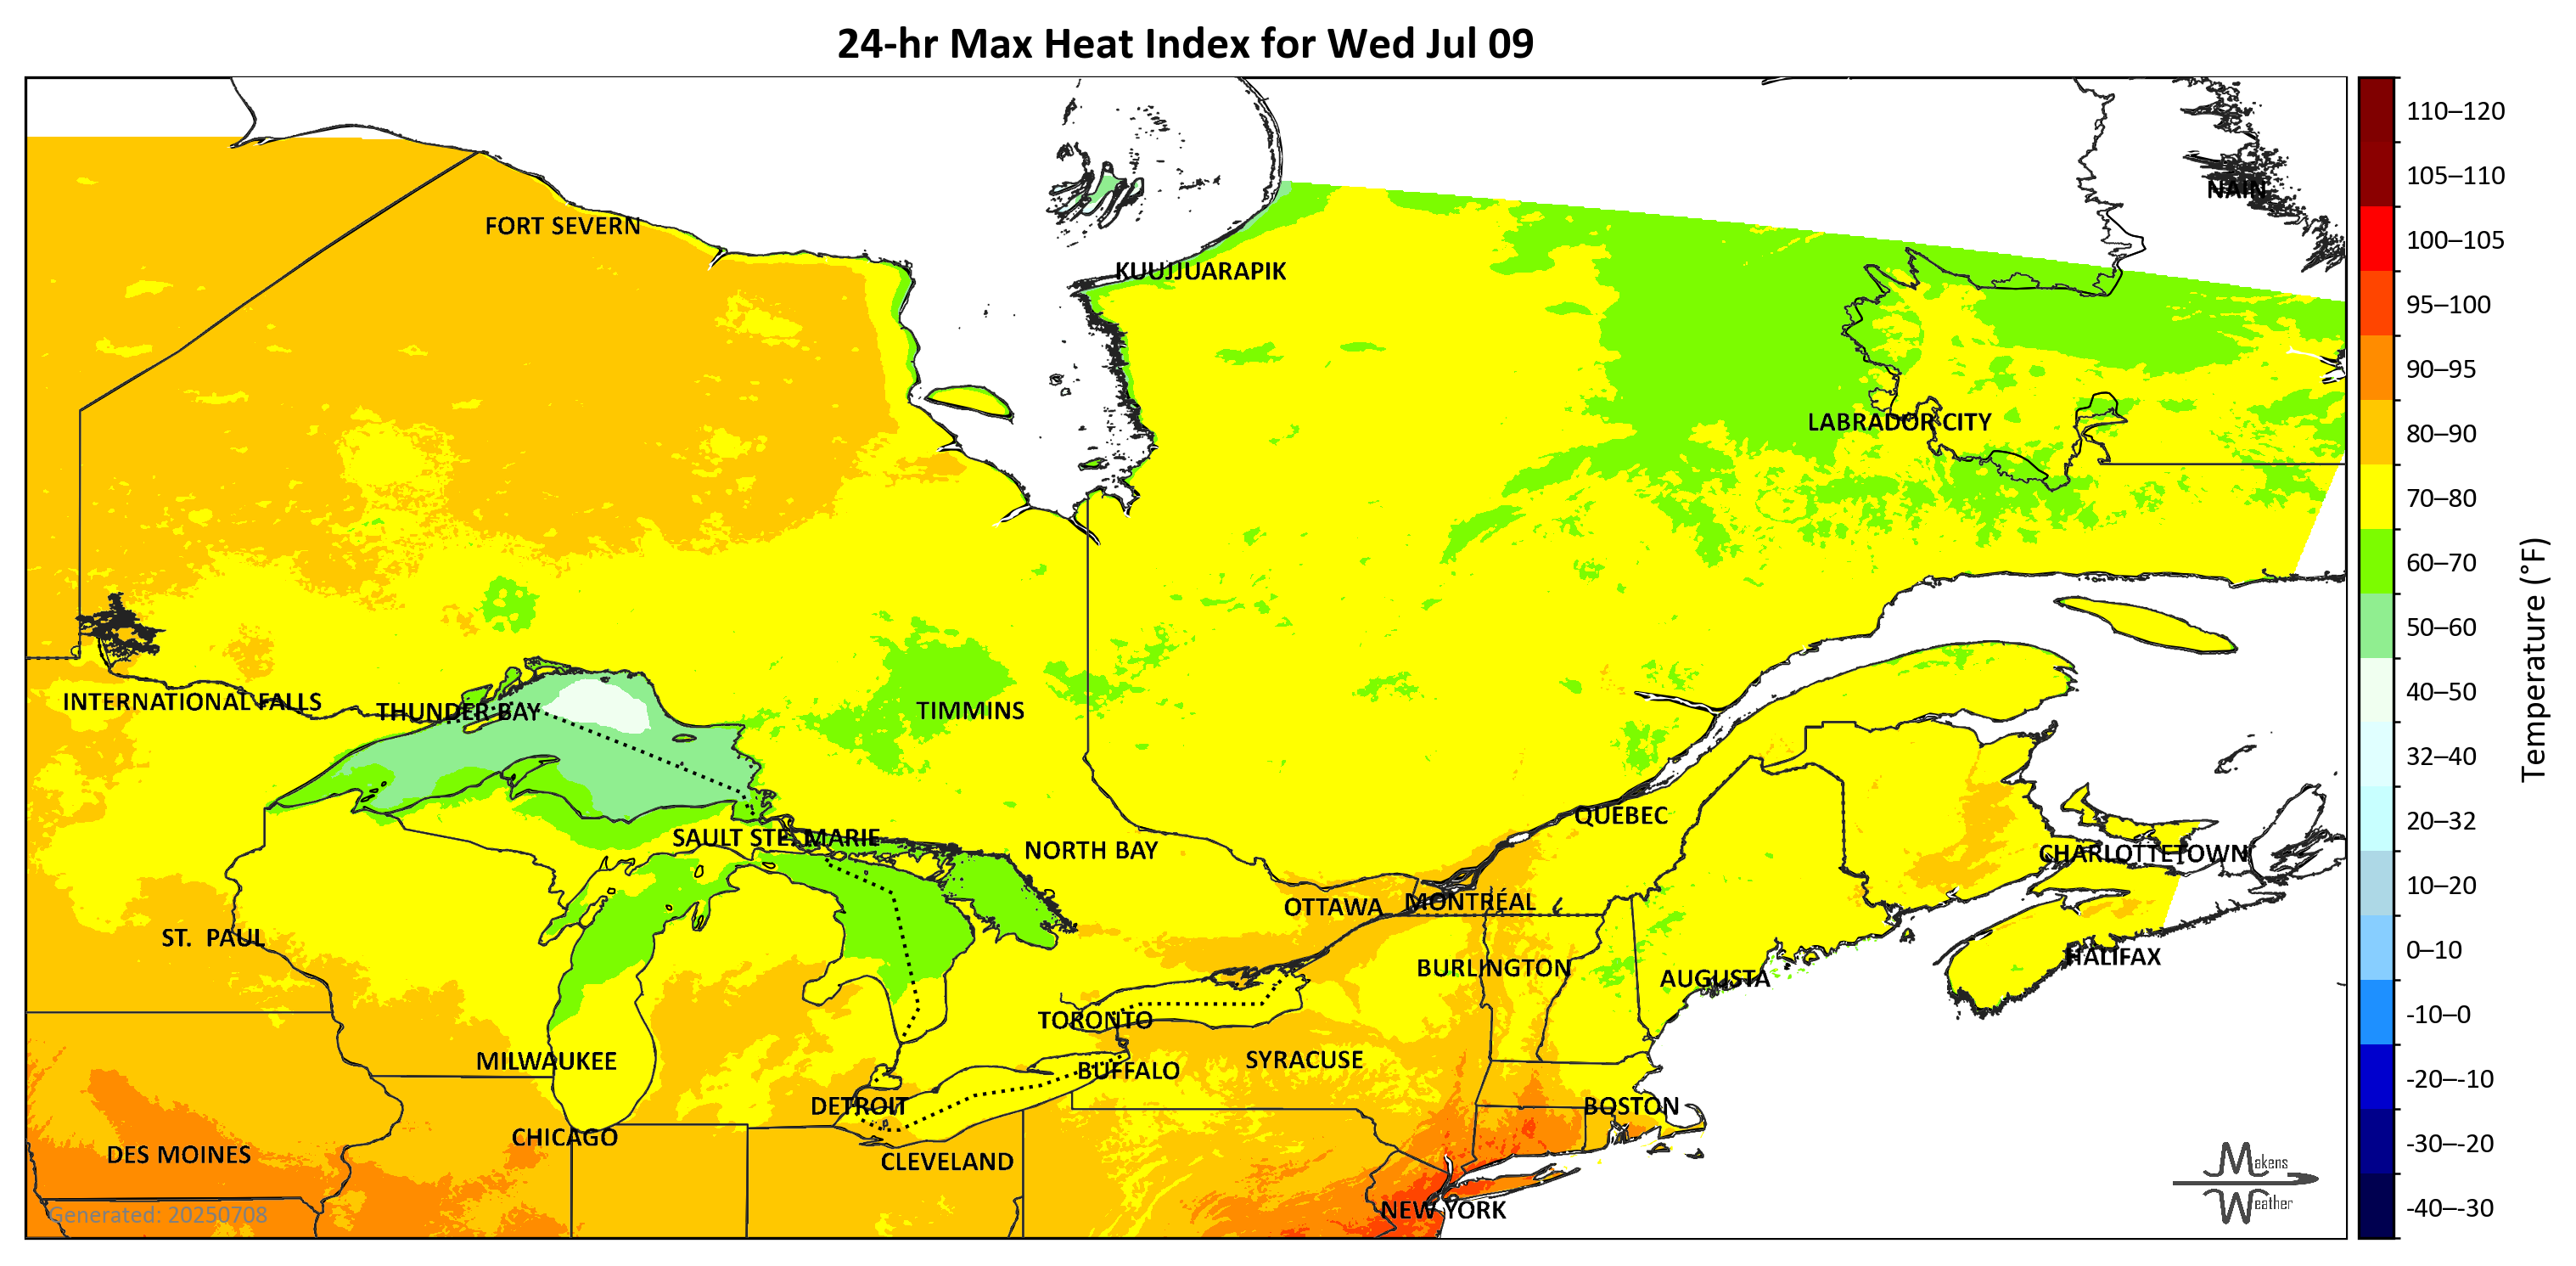 24-hr Max Heat Index for Wed Jul 09
110–120
105–110
NAIN
FORT SEVERN
100–105
KUUJJUARAPIK
95–100
90–95
LABRADOR CITY
80–90
70–80
60–70
50–60
40–50
INTERNATIONAL FALLS
THUNDER BAY
TIMMINS
32–40
20–32
QUEBEC
SAULT STE. MARIE
NORTH BAY
CHARLOTTETOWN
10–20
OTTAWA
MONTRÉAL
ST. PAUL
0–10
HALIFAX
BURLINGTON
AUGUSTA
-10–0
TORONTO
MILWAUKEE
SYRACUSE
BUFFALO
-20–-10
DETROIT
BOSTON
CHICAGO
-30–-20
DES MOINES
CLEVELAND
NEW YORK
-40–-30
Generated: 20250708
Makens
Weather
Temperature (°F)